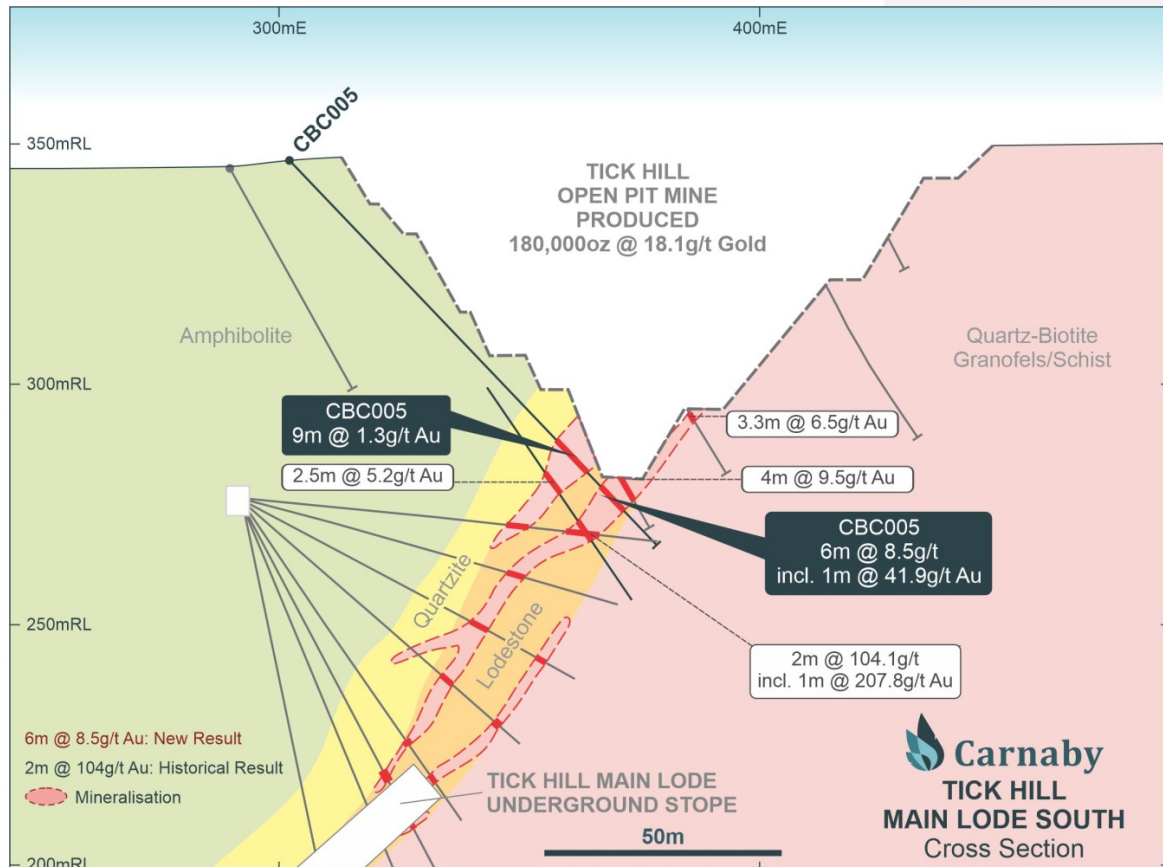 300mE
400mE
350mRL
CBC005
TICK HILL
OPEN PIT MINE
PRODUCED
180,000oz @ 18.1g/t Gold
Amphibolite
Quartz-Biotite
Granofels/Schist
300mRL
CBC005
9m @ 1.3g/t Au
3.3m @ 6.5g/t Au
2.5m @ 5.2g/t Au
4m @ 9.5g/t Au
CBC005
6m @ 8.5g/t
incl. 1m @ 41.9g/t Au
Quartzite
Lodestone
250mRL
2m @ 104.1g/t
incl. 1m @ 207.8g/t Au
6m @ 8.5g/t Au: New Result
2m @ 104g/t Au: Historical Result
Mineralisation
TICK HILL MAIN LODE
UNDERGROUND STOPE
50m
Carnaby
TICK HILL
MAIN LODE SOUTH
Cross Section
200mRL